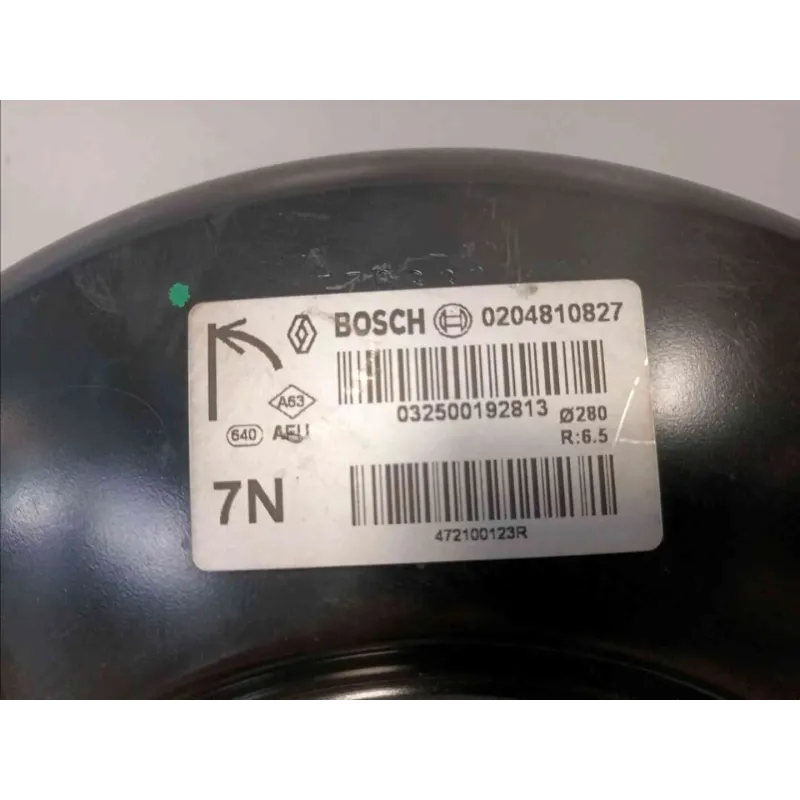 BOSCH 0204810827
032500192813
Ø280
R:6.5
A63
640 AEU
7N
472100123R